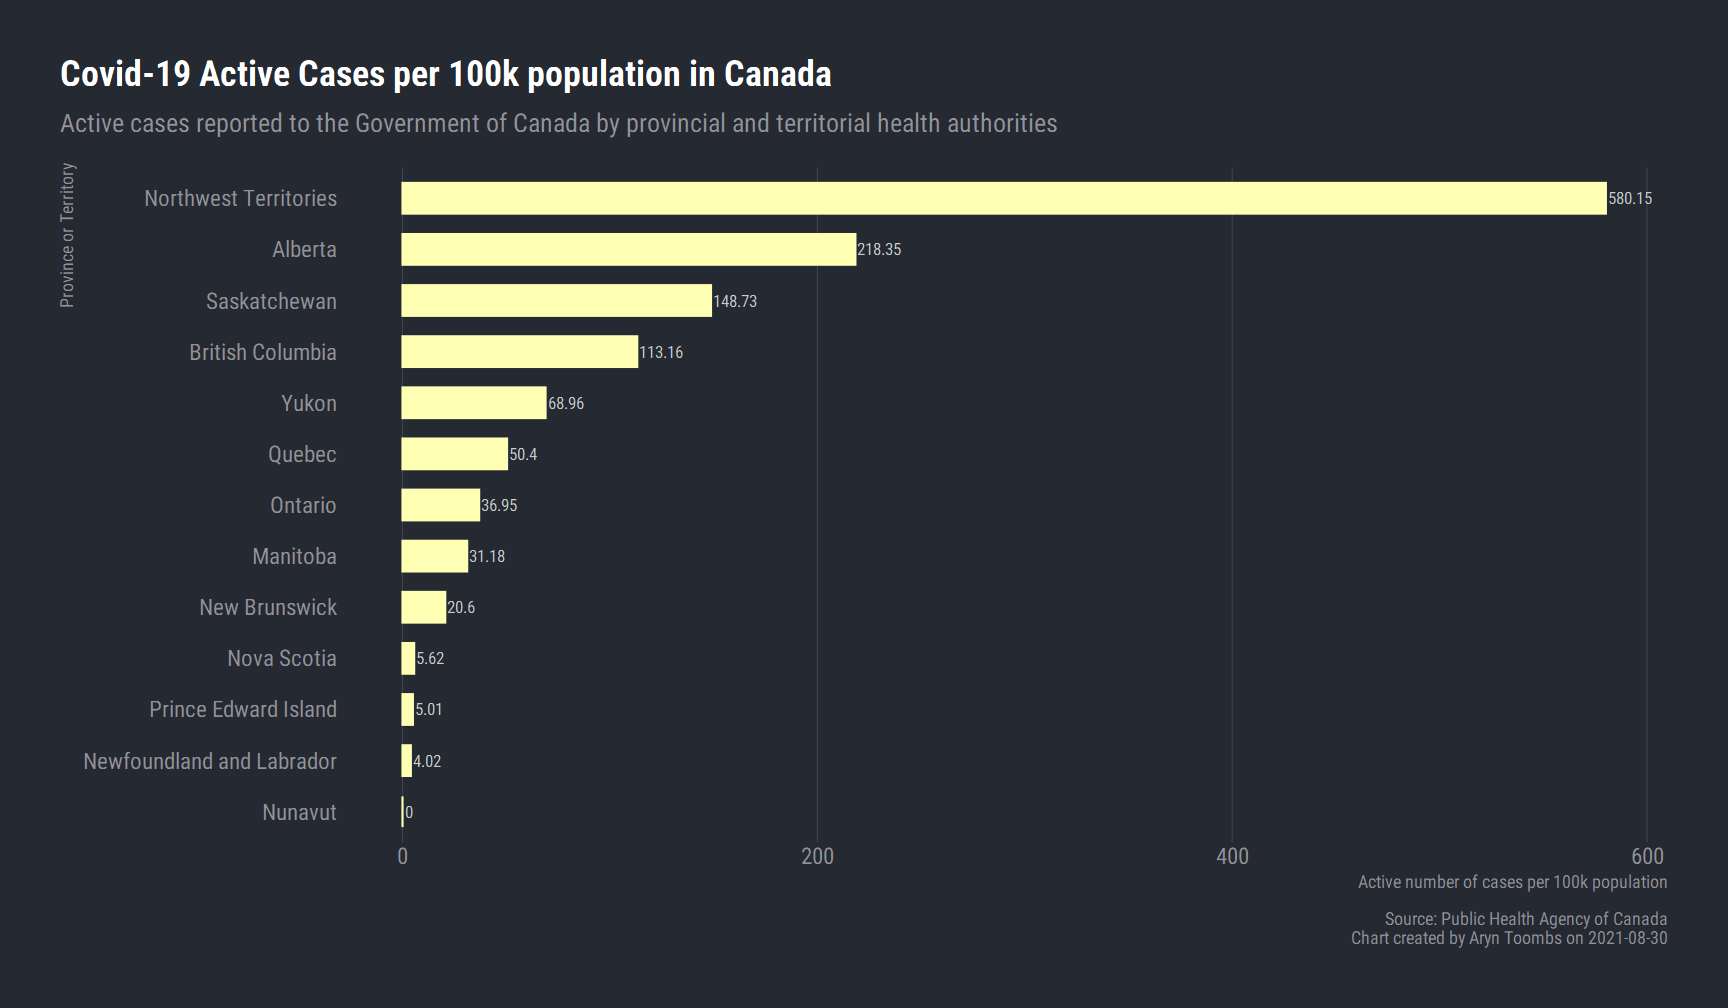 Covid-19 Active Cases per 100k population in Canada
Active cases reported to the Government of Canada by provincial and territorial health authorities
Province or Territory
Northwest Territories 580.15
Alberta 218.35
Saskatchewan 148.73
British Columbia 113.16
Yukon 68.96
Quebec 50.4
Ontario 36.95
Manitoba 31.18
New Brunswick 20.6
Nova Scotia 5.62
Prince Edward Island 5.01
Newfoundland and Labrador 4.02
Nunavut 0
0 200 400 600
Active number of cases per 100k population
Source: Public Health Agency of Canada
Chart created by Aryn Toombs on 2021-08-30